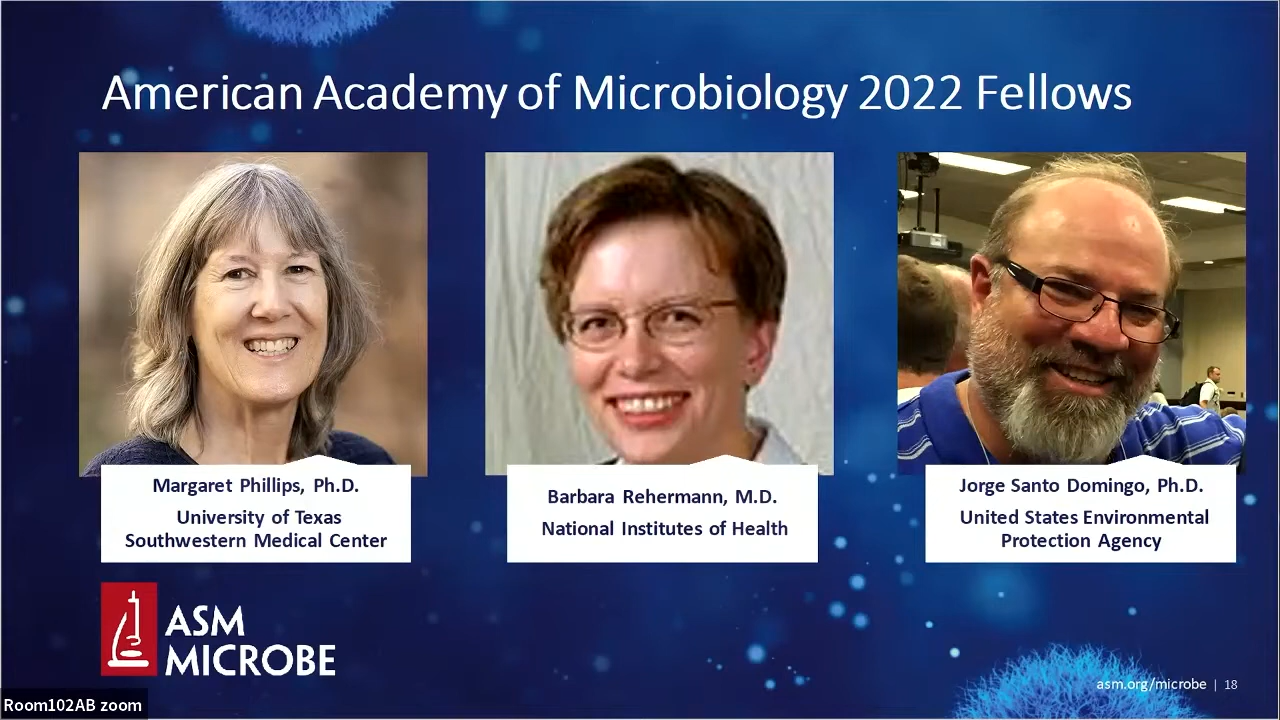 American Academy of Microbiology 2022 Fellows
Margaret Phillips, Ph.D.
University of Texas
Southwestern Medical Center
Barbara Rehermann, M.D.
National Institutes of Health
Jorge Santo Domingo, Ph.D.
United States Environmental
Protection Agency
ASM
MICROBE
asm.org/microbe | 18
Room102AB zoom